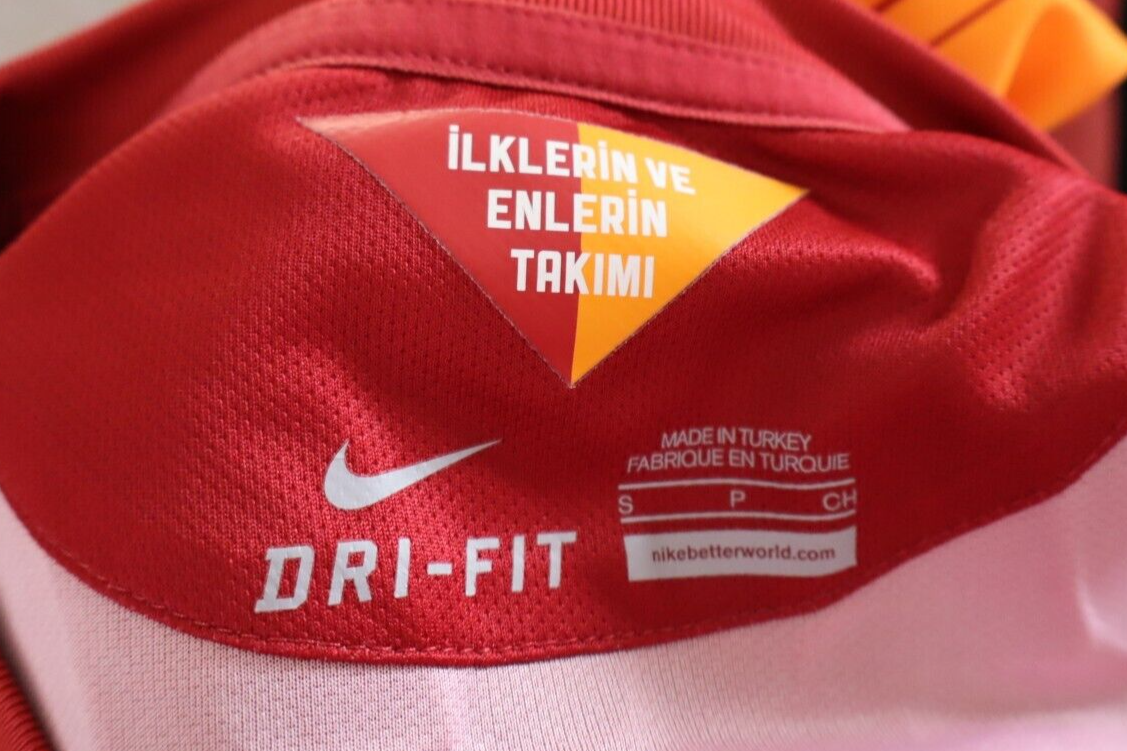 İLKLERİN VE
ENLERİN
TAKIMI
MADE IN TURKEY
FABRIQUE EN TURQUIE
S P CH
nikebetterworld.com
DRI-FIT